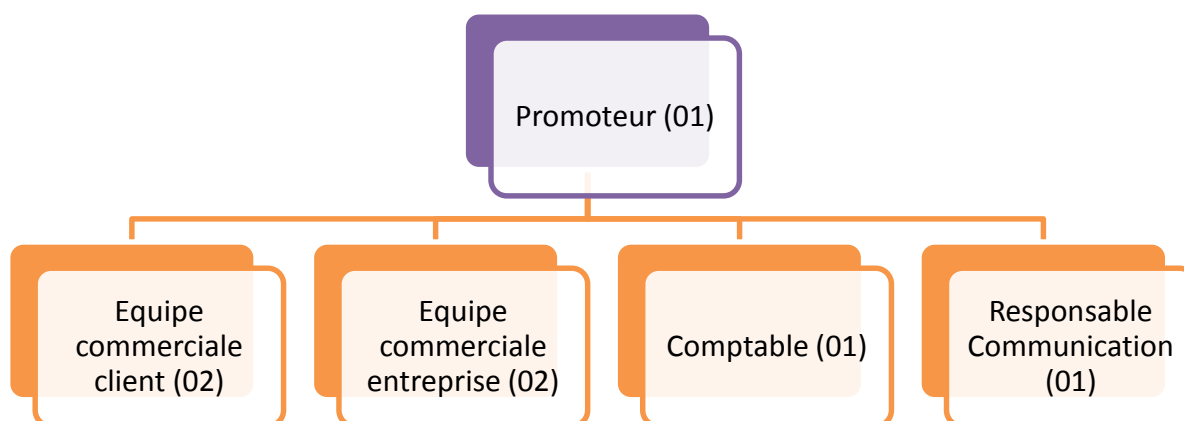 Promoteur (01)
Equipe
commerciale
client (02)
Equipe
commerciale
entreprise (02)
Comptable (01)
Responsable
Communication
(01)